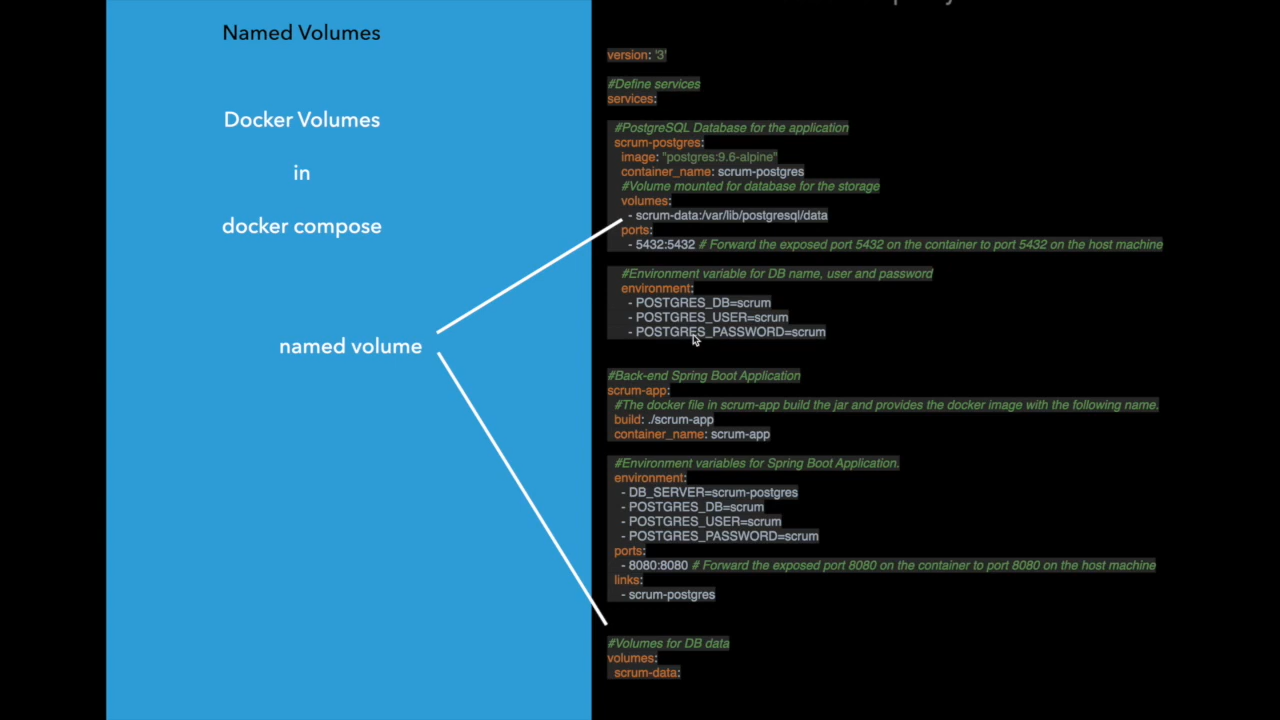 Named Volumes
Docker Volumes
in
docker compose
named volume
version: '3'
#Define services
services:
#PostgreSQL Database for the application
scrum-postgres:
image: "postgres:9.6-alpine"
container_name: scrum-postgres
#Volume mounted for database for the storage
volumes:
- scrum-data:/var/lib/postgresql/data
ports:
- 5432:5432 # Forward the exposed port 5432 on the container to port 5432 on the host machine
#Environment variable for DB name, user and password
environment:
- POSTGRES_DB=scrum
- POSTGRES_USER=scrum
- POSTGRES_PASSWORD=scrum
#Back-end Spring Boot Application
scrum-app:
#The docker file in scrum-app build the jar and provides the docker image with the following name.
build: ./scrum-app
container_name: scrum-app
#Environment variables for Spring Boot Application.
environment:
- DB_SERVER=scrum-postgres
- POSTGRES_DB=scrum
- POSTGRES_USER=scrum
- POSTGRES_PASSWORD=scrum
ports:
- 8080:8080 # Forward the exposed port 8080 on the container to port 8080 on the host machine
links:
- scrum-postgres
#Volumes for DB data
volumes:
scrum-data: